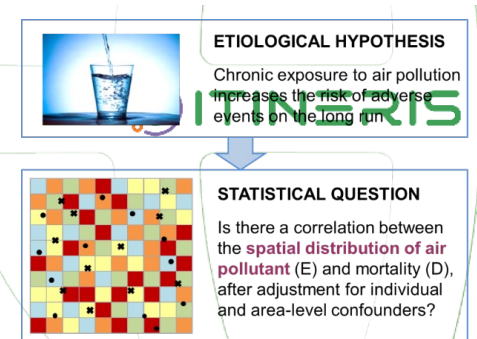 ETIOLOGICAL HYPOTHESIS
Chronic exposure to air pollution
increases the risk of adverse
events on the long run
ITINERIS
STATISTICAL QUESTION
Is there a correlation between
the spatial distribution of air
pollutant (E) and mortality (D),
after adjustment for individual
and area-level confounders?